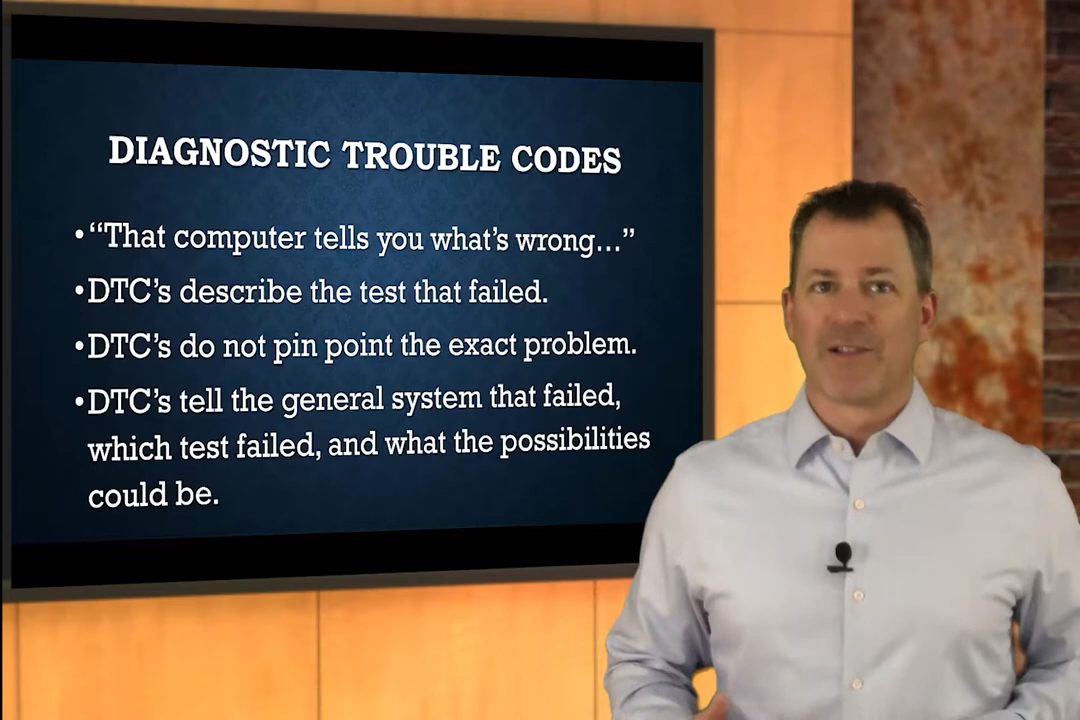 DIAGNOSTIC TROUBLE CODES
•“That computer tells you what’s wrong…”
•DTC’s describe the test that failed.
•DTC’s do not pin point the exact problem.
•DTC’s tell the general system that failed,
which test failed, and what the possibilities
could be.